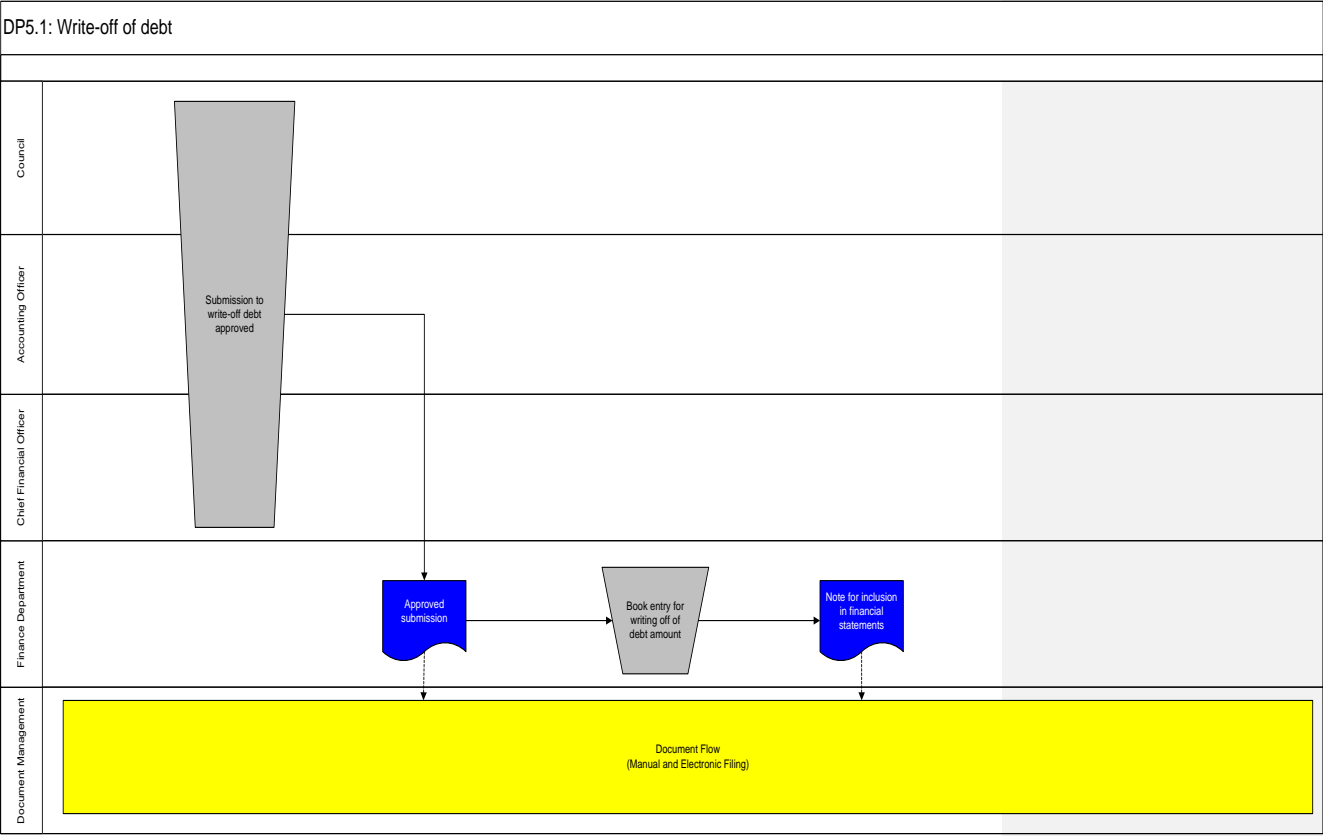 DP5.1: Write-off of debt
Council
Accounting Officer
Submission to
write-off debt
approved
Chief Financial Officer
Finance Department
Approved
submission
Book entry for
writing off of
debt amount
Note for inclusion
in financial
statements
Document Management
Document Flow
(Manual and Electronic Filing)